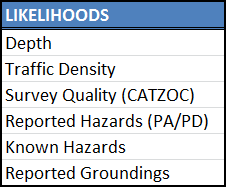 LIKELIHOODS
Depth
Traffic Density
Survey Quality (CATZOC)
Reported Hazards (PA/PD)
Known Hazards
Reported Groundings